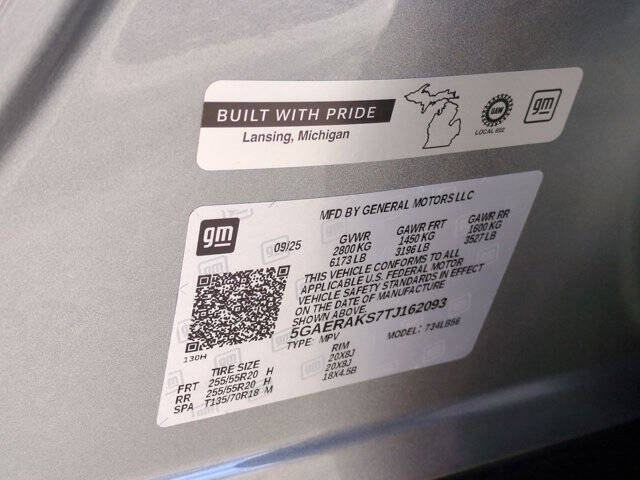 BUILT WITH PRIDE
Lansing, Michigan
UAW
LOCAL 602
gm
gm
MFD BY GENERAL MOTORS LLC
09/25 GVWR GAWR FRT GAWR RR
2800 KG 1450 KG 1600 KG
6173 LB 3196 LB 3527 LB
THIS VEHICLE CONFORMS TO ALL
APPLICABLE U.S. FEDERAL MOTOR
VEHICLE SAFETY STANDARDS IN EFFECT
ON THE DATE OF MANUFACTURE
SHOWN ABOVE.
5GAERAKS7TJ162093
TYPE: MPV MODEL: 734LB56
130H
TIRE SIZE RIM
FRT 255/55R20 H 20X8J
RR 255/55R20 H 20X8J
SPA T135/70R18 M 18X4.5B